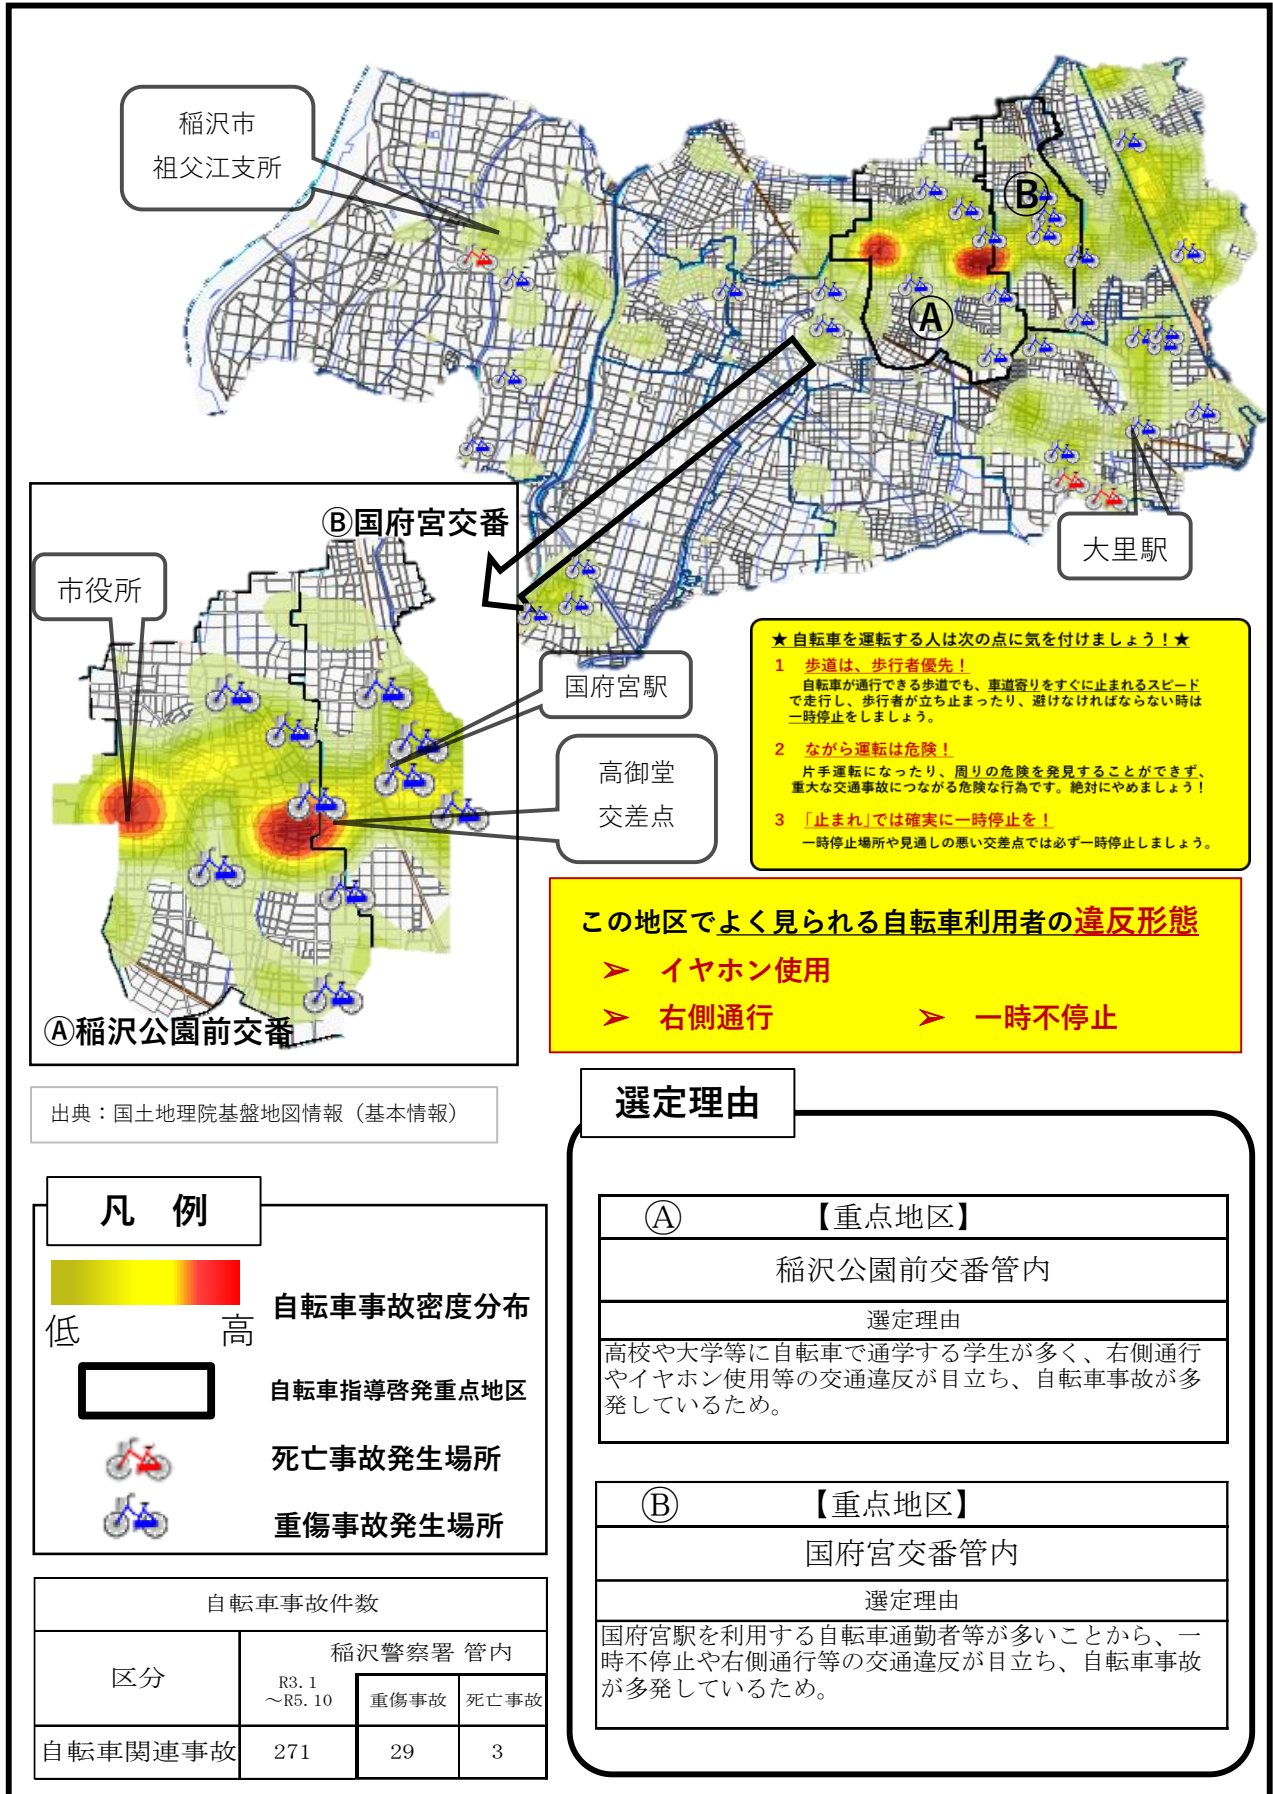 稲沢市
祖父江支所
Ⓑ
Ⓐ
大里駅
Ⓑ国府宮交番
市役所
国府宮駅
高御堂
交差点
Ⓐ稲沢公園前交番
★ 自転車を運転する人は次の点に気を付けましょう！★
1 歩道は、歩行者優先！
自転車が通行できる歩道でも、車道寄りをすぐに止まれるスピード
で走行し、歩行者が立ち止まったり、避けなければならない時は
一時停止をしましょう。
2 ながら運転は危険！
片手運転になったり、周りの危険を発見することができず、
重大な交通事故につながる危険な行為です。絶対にやめましょう！
3 「止まれ」では確実に一時停止を！
一時停止場所や見通しの悪い交差点では必ず一時停止しましょう。
この地区でよく見られる自転車利用者の違反形態
➢ イヤホン使用
➢ 右側通行 ➢ 一時不停止
出典：国土地理院基盤地図情報（基本情報）
凡 例
低 高
自転車事故密度分布
自転車指導啓発重点地区
死亡事故発生場所
重傷事故発生場所
自転車事故件数
区分
稲沢警察署 管内
R3.1
～R5.10
重傷事故 死亡事故
自転車関連事故 271 29 3
選定理由
Ⓐ 【重点地区】
稲沢公園前交番管内
選定理由
高校や大学等に自転車で通学する学生が多く、右側通行
やイヤホン使用等の交通違反が目立ち、自転車事故が多
発しているため。
Ⓑ 【重点地区】
国府宮交番管内
選定理由
国府宮駅を利用する自転車通勤者等が多いことから、一
時不停止や右側通行等の交通違反が目立ち、自転車事故
が多発しているため。